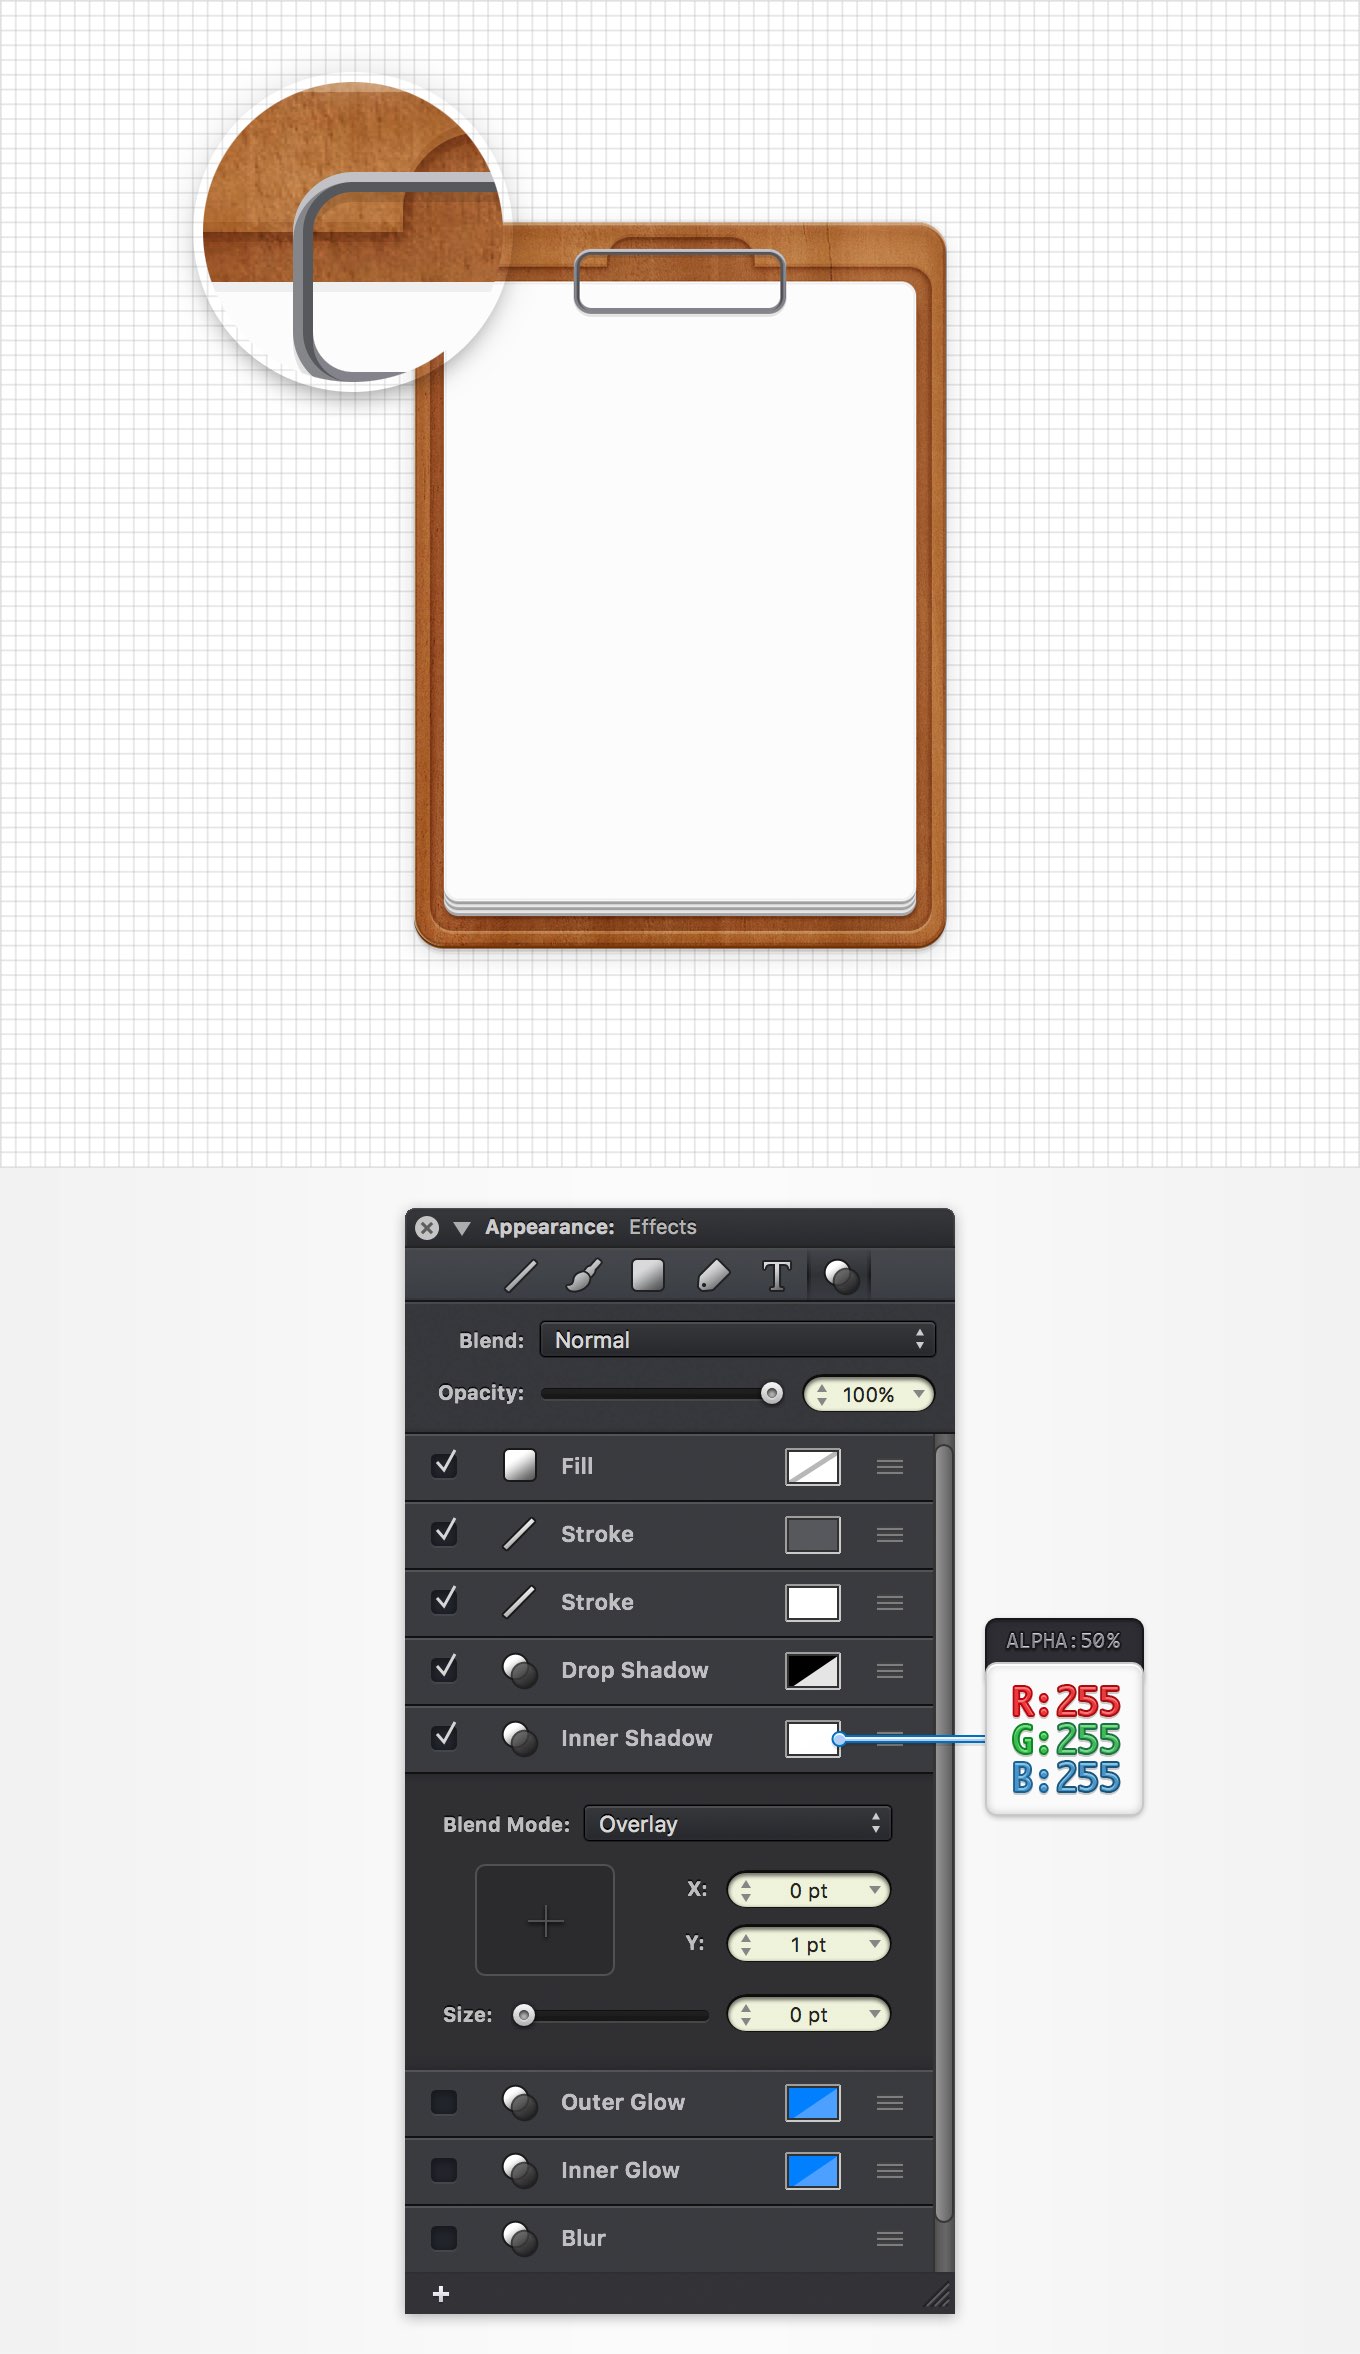 Appearance: Effects
T
Blend: Normal
Opacity: 100%
Fill
Stroke
Stroke
Drop Shadow
Inner Shadow
ALPHA:50%
R:255
G:255
B:255
Blend Mode: Overlay
X: 0 pt
Y: 1 pt
Size: 0 pt
Outer Glow
Inner Glow
Blur